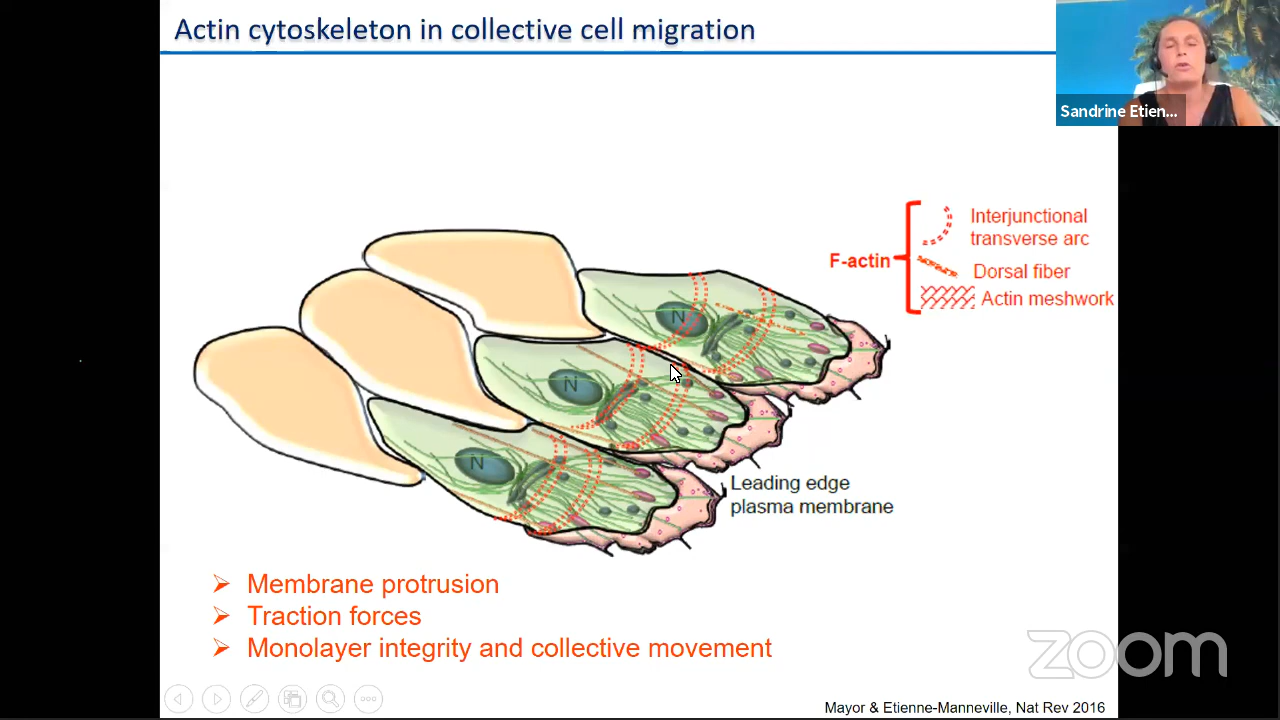 Actin cytoskeleton in collective cell migration
Sandrine Etien...
Interjunctional
transverse arc
F-actin
Dorsal fiber
Actin meshwork
N
N
N
Leading edge
plasma membrane
Membrane protrusion
Traction forces
Monolayer integrity and collective movement
zoom
Mayor & Etienne-Manneville, Nat Rev 2016